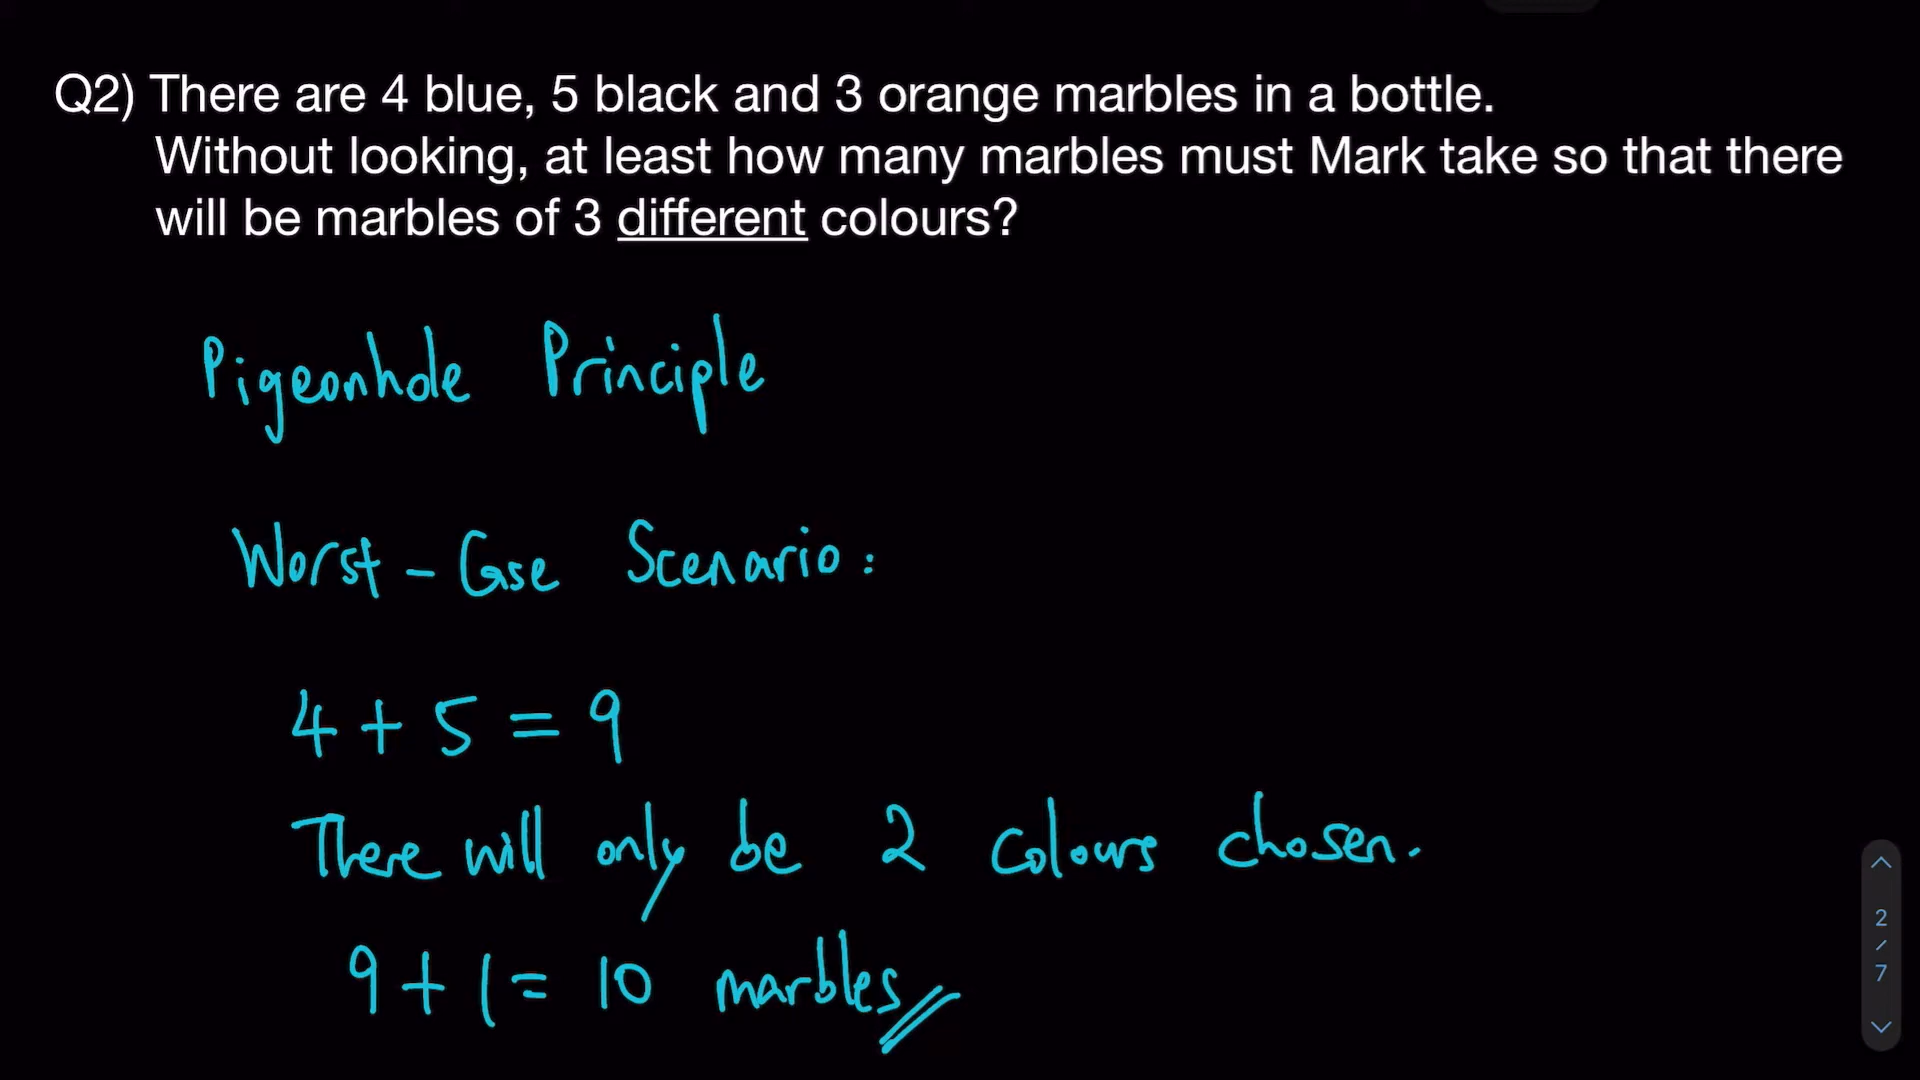 Q2) There are 4 blue, 5 black and 3 orange marbles in a bottle.
Without looking, at least how many marbles must Mark take so that there
will be marbles of 3 different colours?
Pigeonhole Principle
Worst - Case Scenario:
4 + 5 = 9
There will only be 2 colours chosen.
9 + 1 = 10 marbles
2
/
7